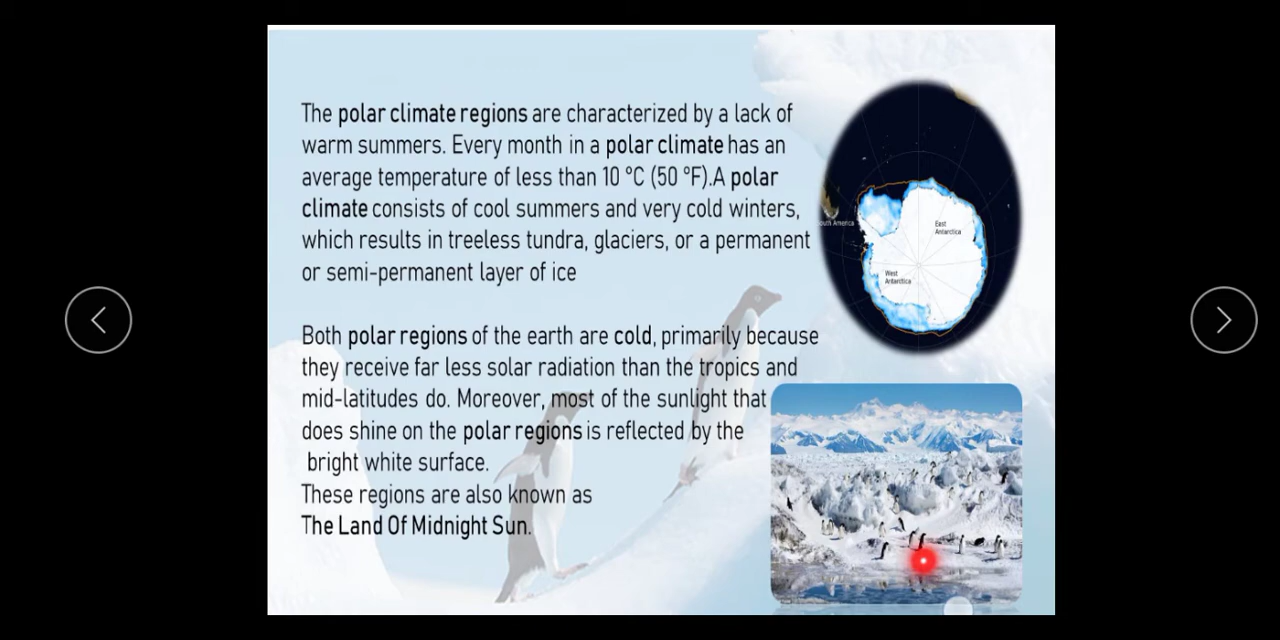 The polar climate regions are characterized by a lack of
warm summers. Every month in a polar climate has an
average temperature of less than 10 °C (50 °F).A polar
climate consists of cool summers and very cold winters,
which results in treeless tundra, glaciers, or a permanent
or semi-permanent layer of ice
Both polar regions of the earth are cold, primarily because
they receive far less solar radiation than the tropics and
mid-latitudes do. Moreover, most of the sunlight that
does shine on the polar regions is reflected by the
bright white surface.
These regions are also known as
The Land Of Midnight Sun.
outh America
East
Antarctica
West
Antarctica